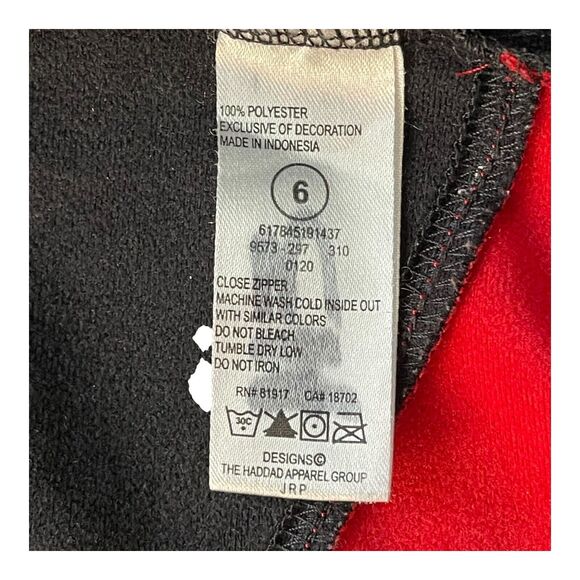 100% POLYESTER
EXCLUSIVE OF DECORATION
MADE IN INDONESIA
6
617845191437
9573-297 310
0120
CLOSE ZIPPER
MACHINE WASH COLD INSIDE OUT
WITH SIMILAR COLORS
DO NOT BLEACH
TUMBLE DRY LOW
DO NOT IRON
RN# 81917 CA# 18702
30C
DESIGNS©
THE HADDAD APPAREL GROUP
JRP